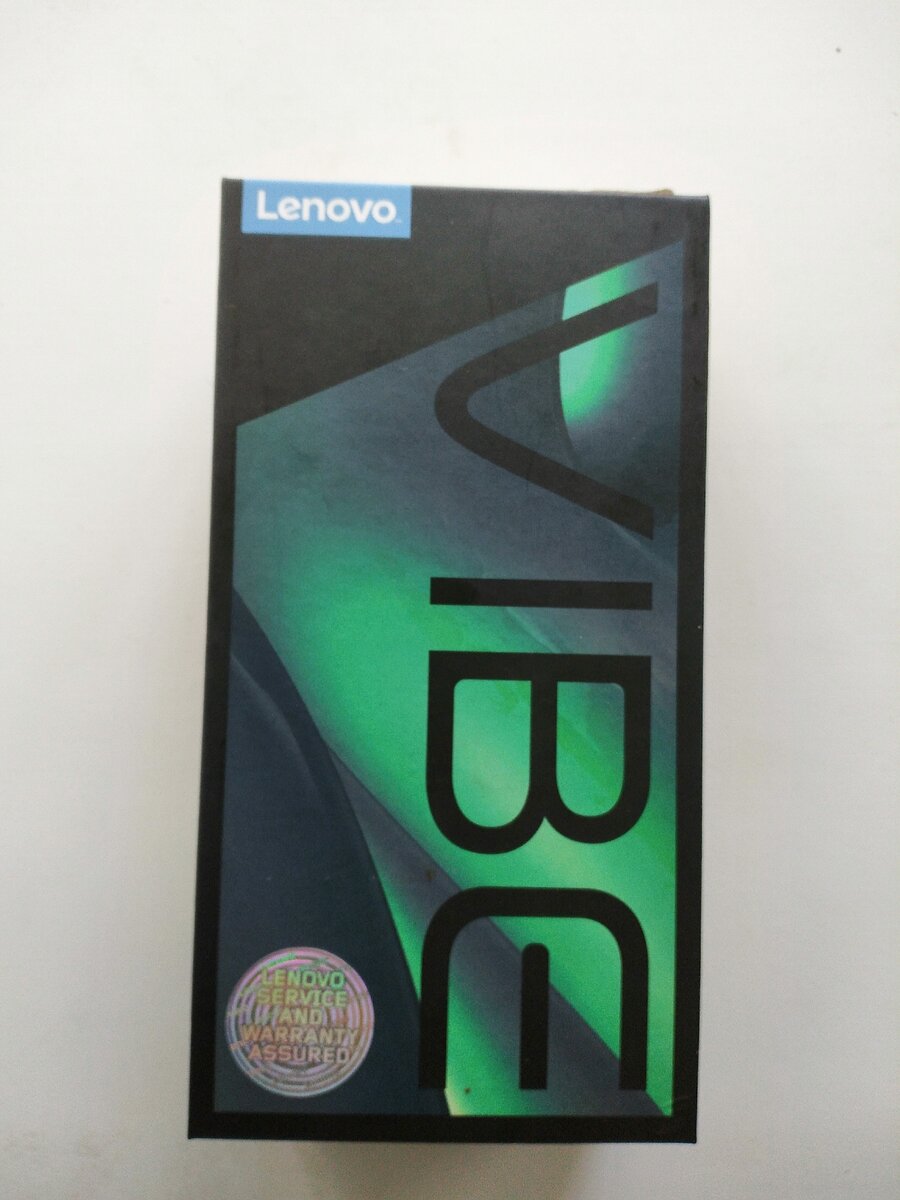 Lenovo
VIBE
LENOVO
SERVICE
AND
WARRANTY
ASSURED